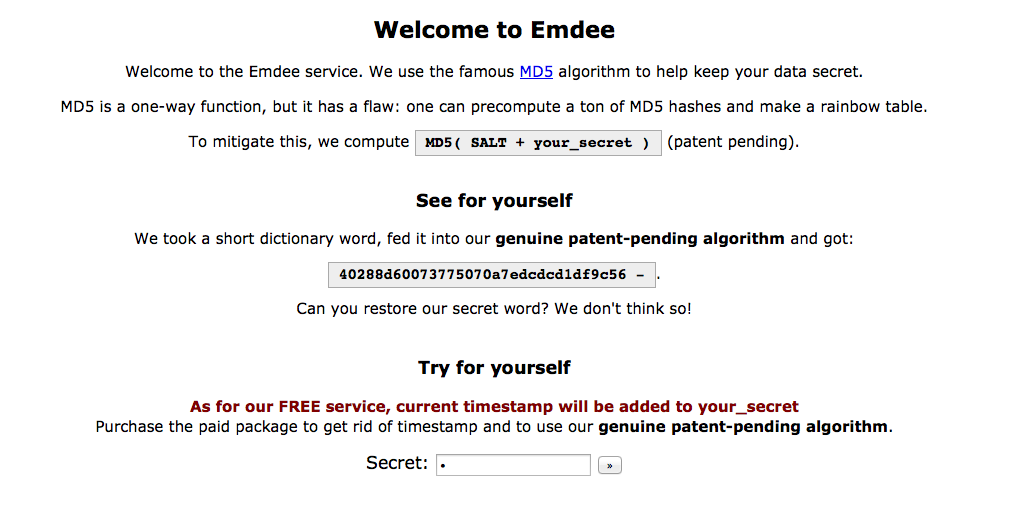 Welcome to Emdee
Welcome to the Emdee service. We use the famous MD5 algorithm to help keep your data secret.
MD5 is a one-way function, but it has a flaw: one can precompute a ton of MD5 hashes and make a rainbow table.
To mitigate this, we compute MD5( SALT + your_secret ) (patent pending).
See for yourself
We took a short dictionary word, fed it into our genuine patent-pending algorithm and got:
40288d60073775070a7edcdcd1df9c56 -.
Can you restore our secret word? We don't think so!
Try for yourself
As for our FREE service, current timestamp will be added to your_secret
Purchase the paid package to get rid of timestamp and to use our genuine patent-pending algorithm.
Secret: • »